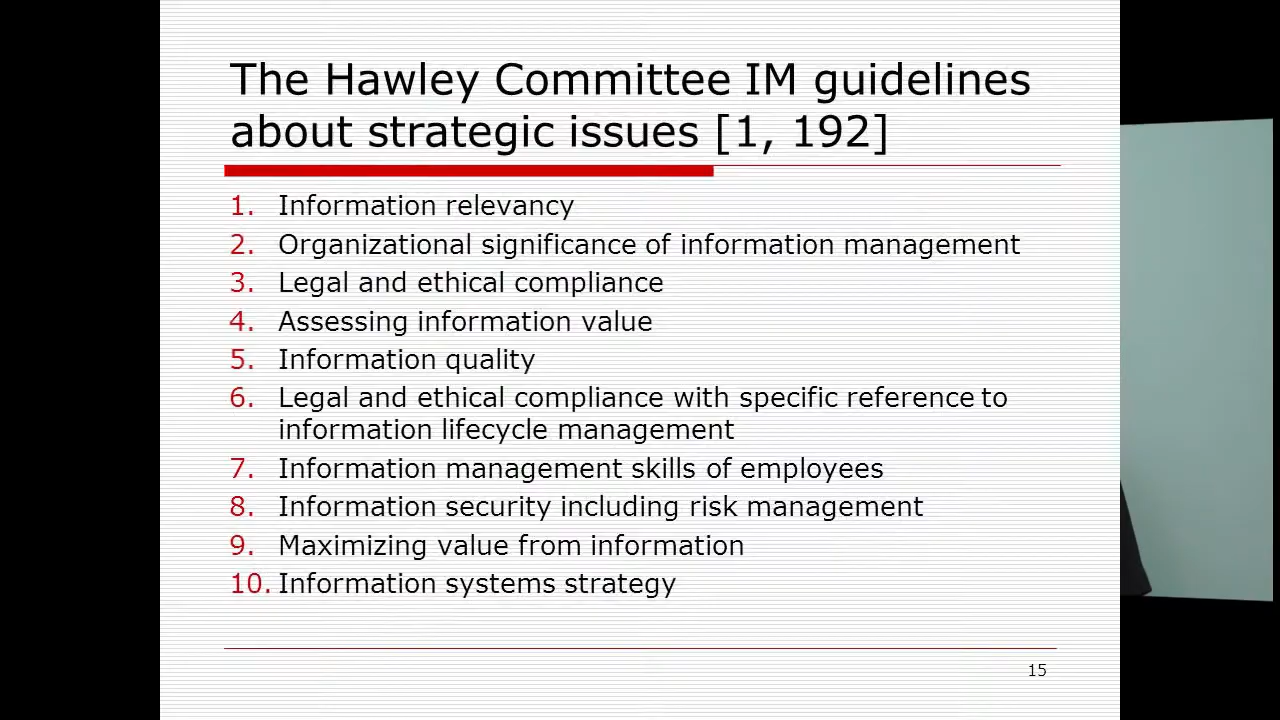 The Hawley Committee IM guidelines
about strategic issues [1, 192]
1. Information relevancy
2. Organizational significance of information management
3. Legal and ethical compliance
4. Assessing information value
5. Information quality
6. Legal and ethical compliance with specific reference to
information lifecycle management
7. Information management skills of employees
8. Information security including risk management
9. Maximizing value from information
10. Information systems strategy
15